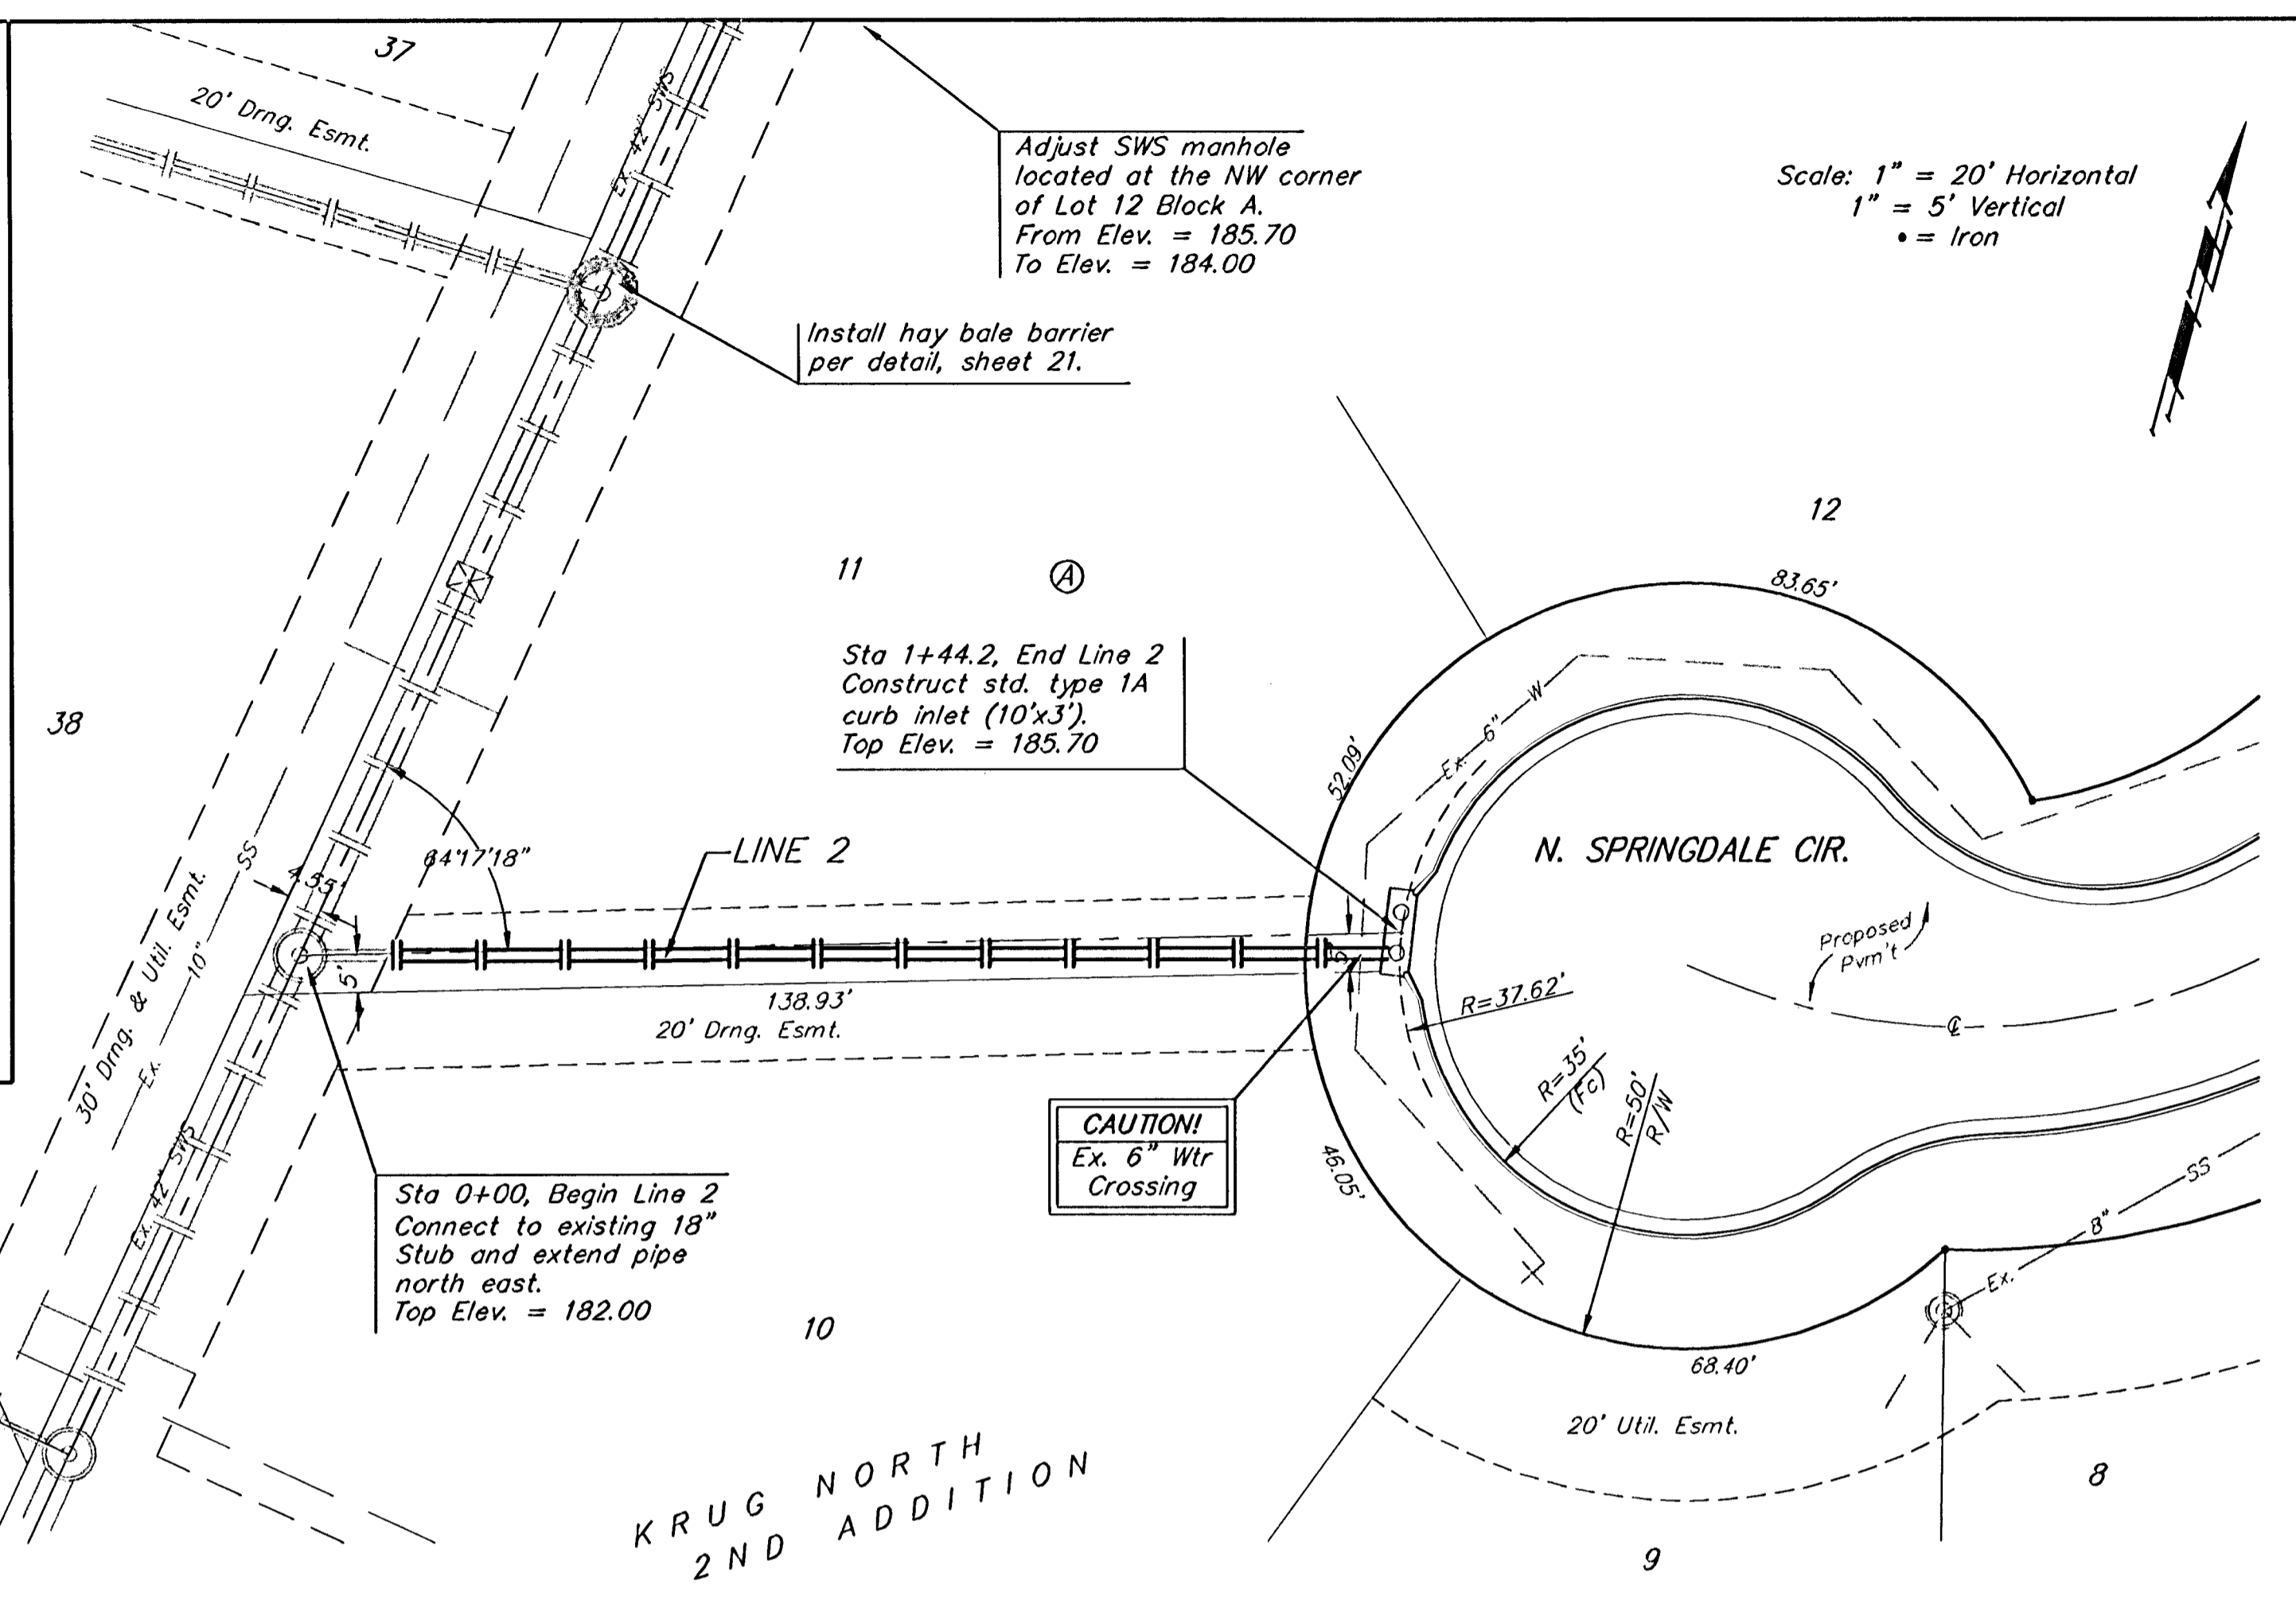 37
20' Drng. Esmt.
Ex. 42" SWS
Adjust SWS manhole
located at the NW corner
of Lot 12 Block A.
From Elev. = 185.70
To Elev. = 184.00
Scale: 1" = 20' Horizontal
1" = 5' Vertical
• = Iron
Install hay bale barrier
per detail, sheet 21.
12
11
A
83.65'
Sta 1+44.2, End Line 2
Construct std. type 1A
curb inlet (10'x3').
Top Elev. = 185.70
38
Ex. 6" W
52.09'
N. SPRINGDALE CIR.
64°17'18"
LINE 2
4.55'
SS
30' Drng. & Util. Esmt.
Ex. 10"
5'
5'
138.93'
20' Drng. Esmt.
Proposed
Pvm't
R=37.62'
℄
R=35'
(Fc)
R=50'
R/W
CAUTION!
Ex. 6" Wtr
Crossing
46.05'
Ex. 42" SWS
Sta 0+00, Begin Line 2
Connect to existing 18"
Stub and extend pipe
north east.
Top Elev. = 182.00
10
Ex. 8" SS
68.40'
20' Util. Esmt.
KRUG NORTH
2ND ADDITION
8
9